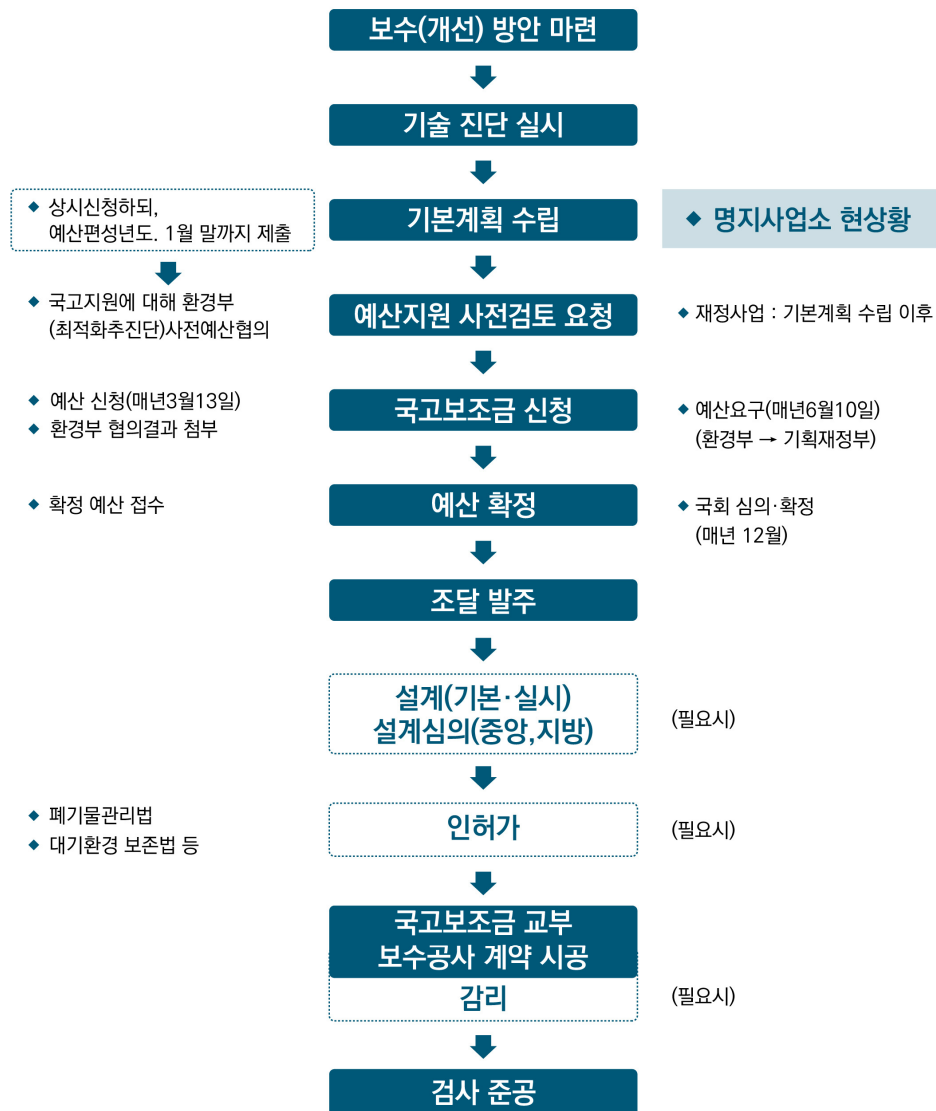 보수(개선) 방안 마련
기술 진단 실시
◆ 상시신청하되,
예산편성년도. 1월 말까지 제출
기본계획 수립
◆ 명지사업소 현상황
◆ 국고지원에 대해 환경부
(최적화추진단)사전예산협의
예산지원 사전검토 요청
◆ 재정사업 : 기본계획 수립 이후
◆ 예산 신청(매년3월13일)
◆ 환경부 협의결과 첨부
국고보조금 신청
◆ 예산요구(매년6월10일)
(환경부 → 기획재정부)
◆ 확정 예산 접수
예산 확정
◆ 국회 심의·확정
(매년 12월)
조달 발주
설계(기본·실시)
설계심의(중앙,지방)
(필요시)
◆ 폐기물관리법
◆ 대기환경 보존법 등
인허가
(필요시)
국고보조금 교부
보수공사 계약 시공
감리
(필요시)
검사 준공